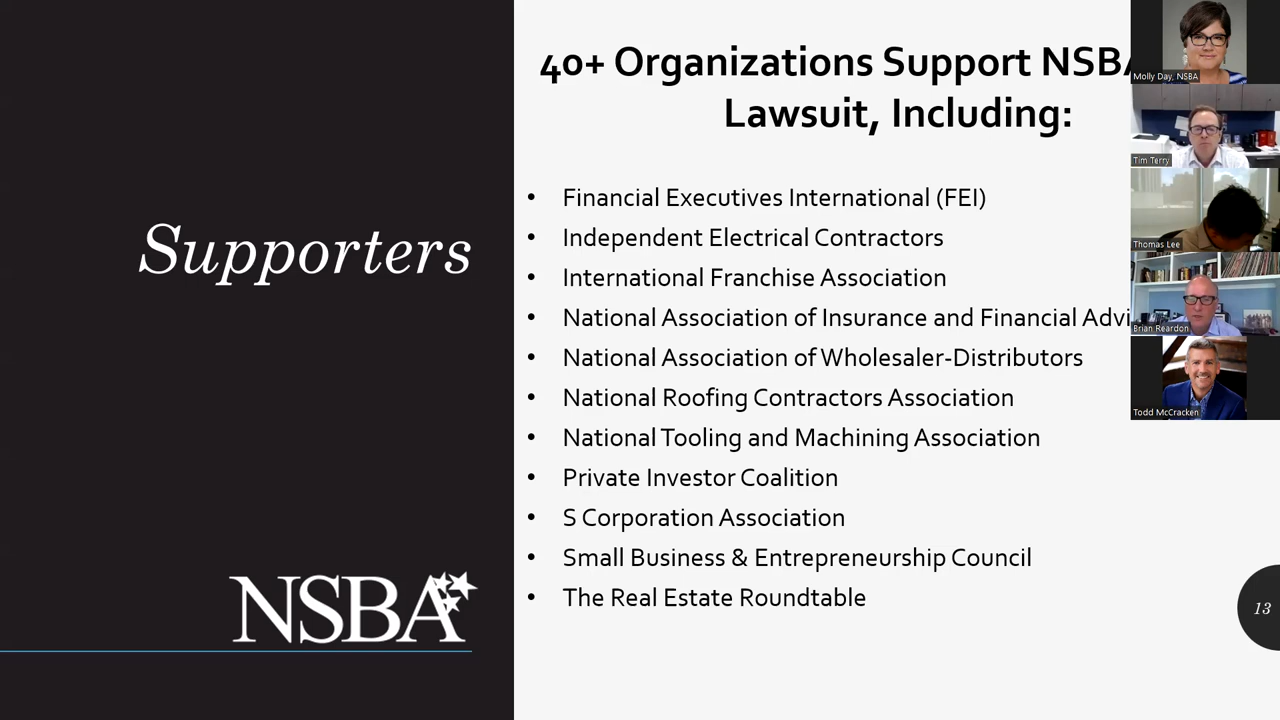 Supporters
NSBA
40+ Organizations Support NSBA
Lawsuit, Including:
• Financial Executives International (FEI)
• Independent Electrical Contractors
• International Franchise Association
• National Association of Insurance and Financial Advi
• National Association of Wholesaler-Distributors
• National Roofing Contractors Association
• National Tooling and Machining Association
• Private Investor Coalition
• S Corporation Association
• Small Business & Entrepreneurship Council
• The Real Estate Roundtable
13
Molly Day, NSBA
Tim Terry
Thomas Lee
Brian Reardon
Todd McCracken